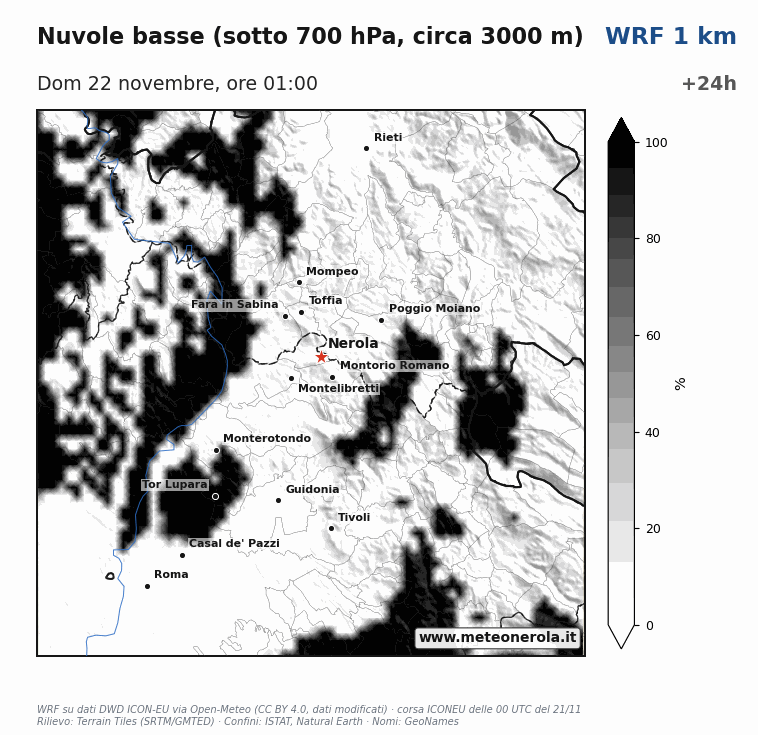 Nuvole basse (sotto 700 hPa, circa 3000 m) WRF 1 km
Dom 22 novembre, ore 01:00 +24h
Rieti
Mompeo
Toffia
Fara in Sabina
Poggio Moiano
Nerola
Montorio Romano
Montelibretti
Monterotondo
Tor Lupara
Guidonia
Tivoli
Casal de' Pazzi
Roma
www.meteonerola.it
100
80
60
%
40
20
0
WRF su dati DWD ICON-EU via Open-Meteo (CC BY 4.0, dati modificati) · corsa ICONEU delle 00 UTC del 21/11
Rilievo: Terrain Tiles (SRTM/GMTED) · Confini: ISTAT, Natural Earth · Nomi: GeoNames